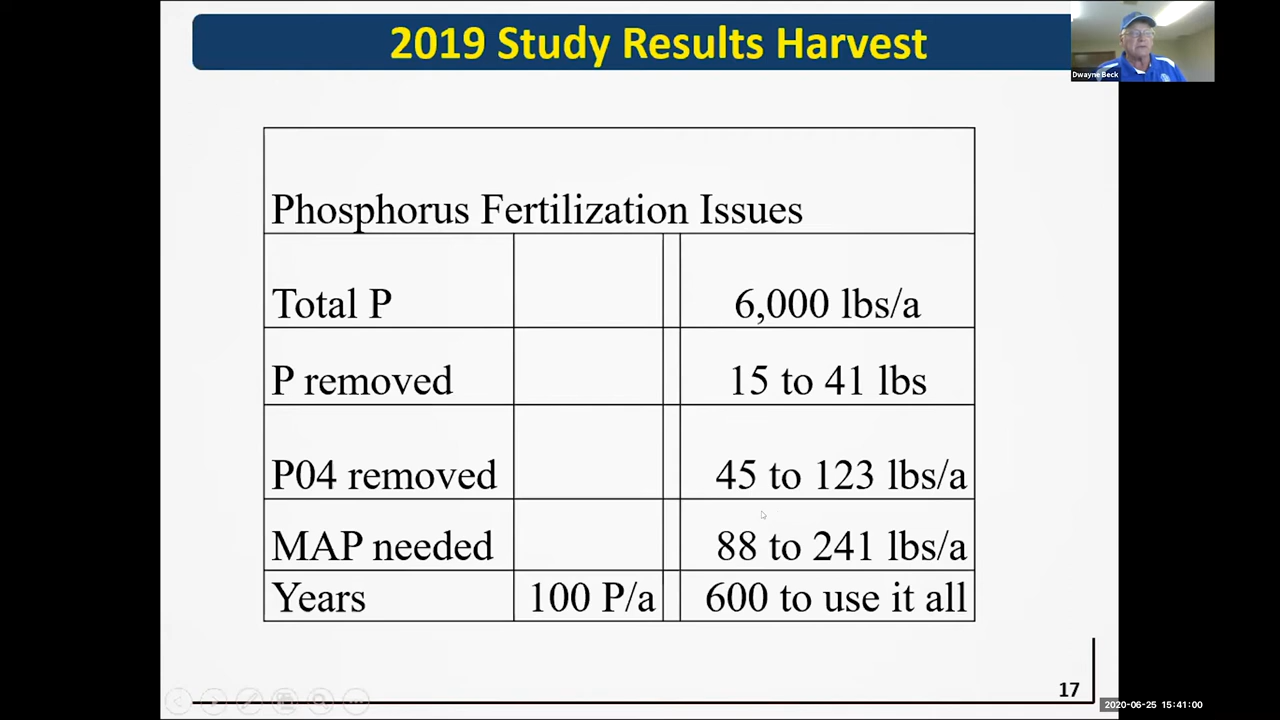 2019 Study Results Harvest
Dwayne Beck
Phosphorus Fertilization Issues
Total P 6,000 lbs/a
P removed 15 to 41 lbs
P04 removed 45 to 123 lbs/a
MAP needed 88 to 241 lbs/a
Years 100 P/a 600 to use it all
17
2020-06-25 15:41:00